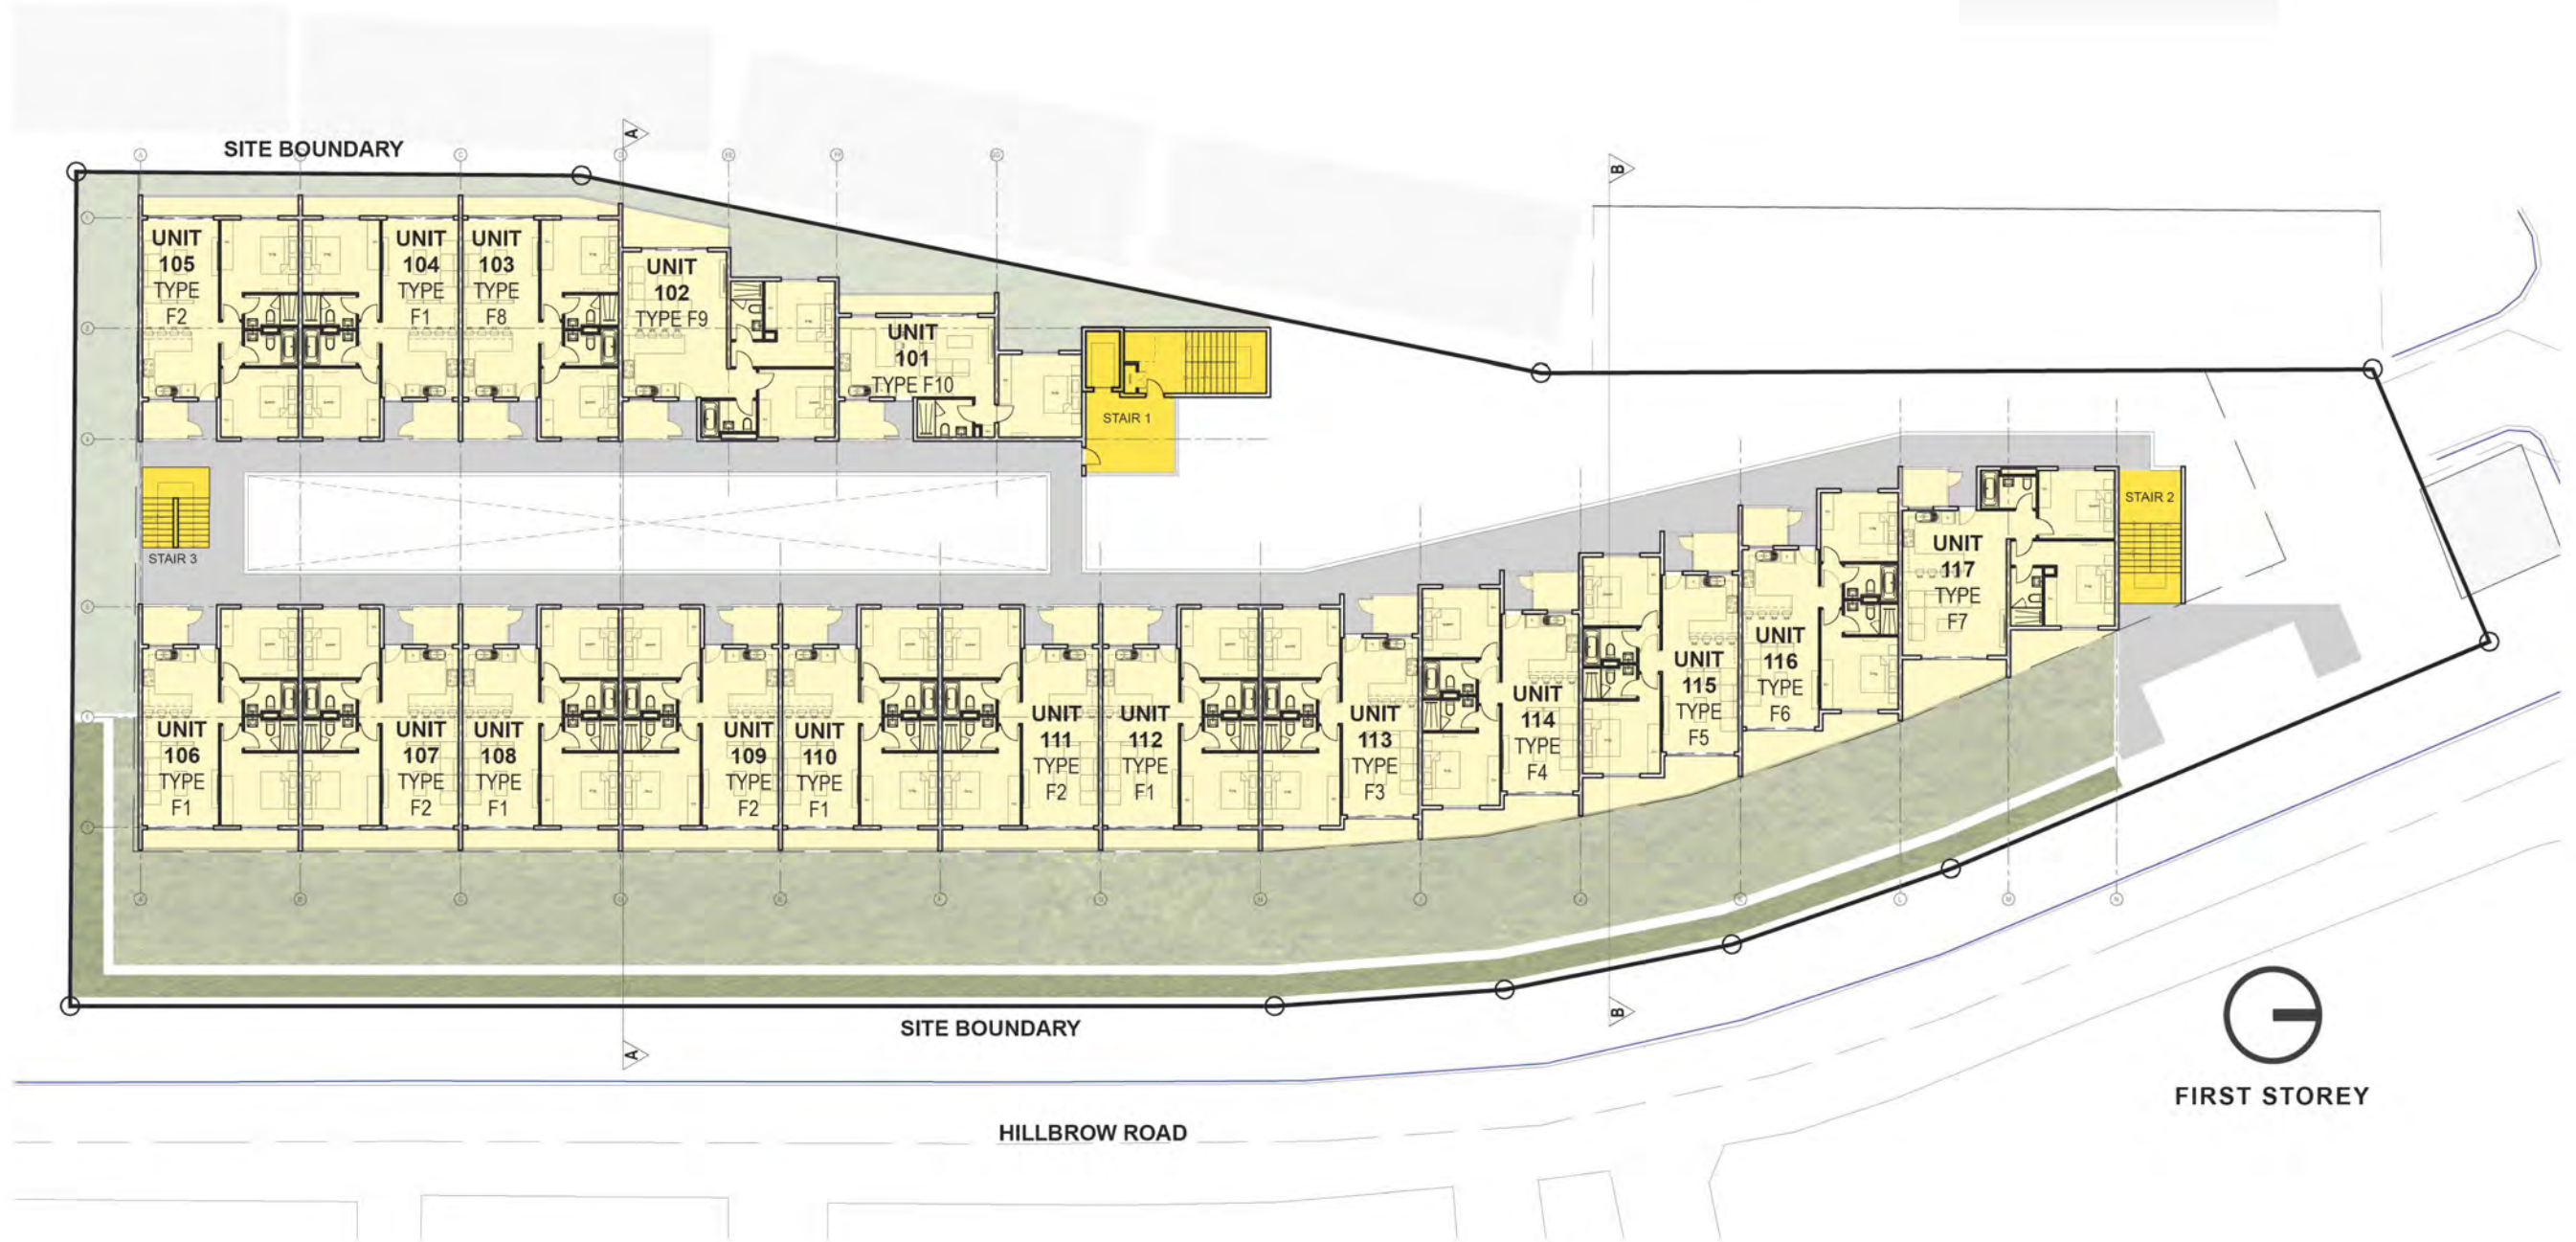 SITE BOUNDARY
A
B
UNIT
105
TYPE
F2
UNIT
104
TYPE
F1
UNIT
103
TYPE
F8
UNIT
102
TYPE F9
UNIT
101
TYPE F10
STAIR 1
STAIR 3
STAIR 2
UNIT
106
TYPE
F1
UNIT
107
TYPE
F2
UNIT
108
TYPE
F1
UNIT
109
TYPE
F2
UNIT
110
TYPE
F1
UNIT
111
TYPE
F2
UNIT
112
TYPE
F1
UNIT
113
TYPE
F3
UNIT
114
TYPE
F4
UNIT
115
TYPE
F5
UNIT
116
TYPE
F6
UNIT
117
TYPE
F7
SITE BOUNDARY
A
B
HILLBROW ROAD
FIRST STOREY